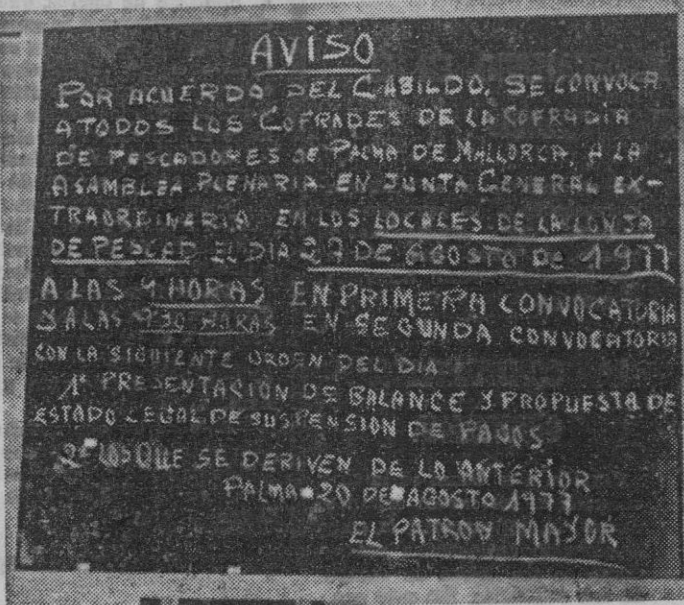 AVISO
POR ACUERDO DEL CABILDO, SE CONVOCA
A TODOS LOS COFRADES DE LA COFRADIA
DE PESCADORES DE PALMA DE MALLORCA, A LA
ASAMBLEA PLENARIA EN JUNTA GENERAL EX-
TRAORDINARIA EN LOS LOCALES DE LA LONJA
DE PESCAD EL DIA 27 DE AGOSTO DE 1977
A LAS 9 HORAS EN PRIMERA CONVOCATORIA
Y A LAS 9'30 HORAS EN SEGUNDA CONVOCATORIA
CON LA SIGUIENTE ORDEN DEL DIA
1º PRESENTACION DE BALANCE Y PROPUESTA DE
ESTADO LEGAL DE SUSPENSION DE PAGOS
2º LOS QUE SE DERIVEN DE LO ANTERIOR
PALMA 20 DE AGOSTO 1977
EL PATRON MAYOR